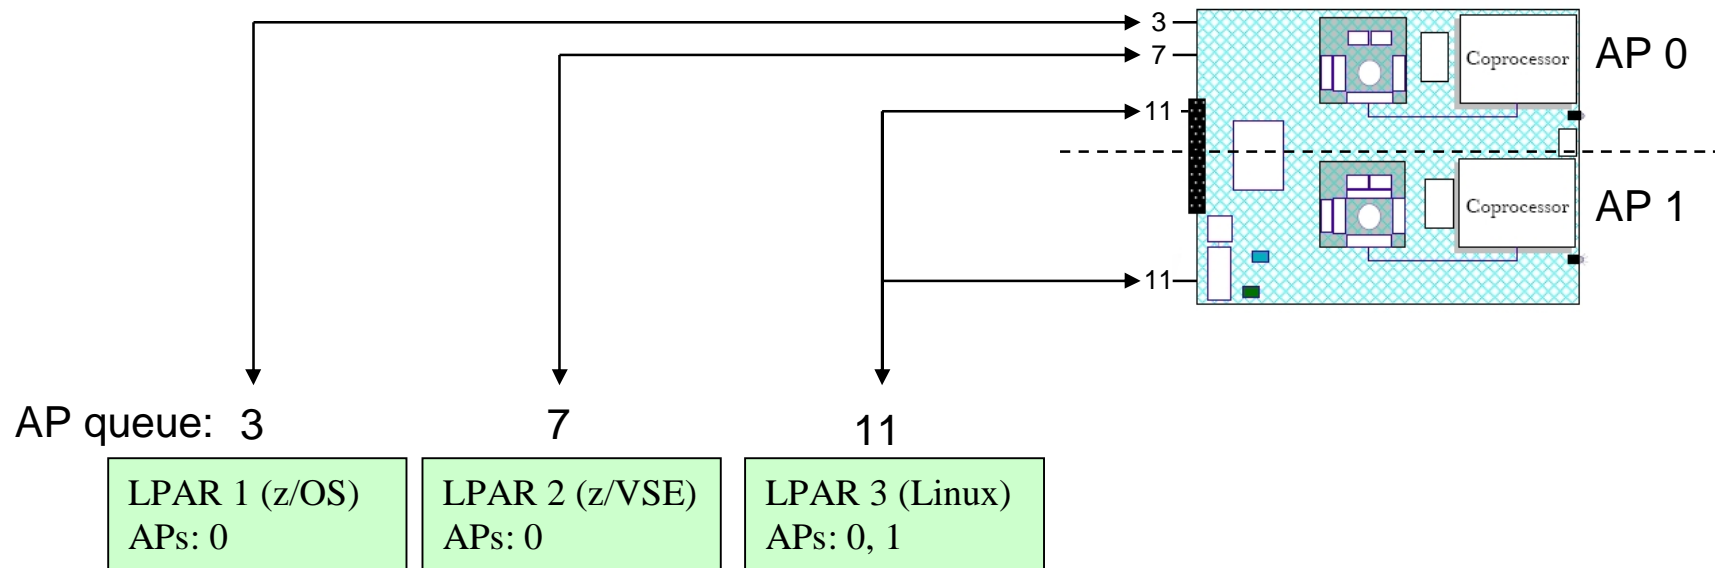 3
7
11
11
Coprocessor
AP 0
Coprocessor
AP 1
AP queue: 3
7
11
LPAR 1 (z/OS)
APs: 0
LPAR 2 (z/VSE)
APs: 0
LPAR 3 (Linux)
APs: 0, 1